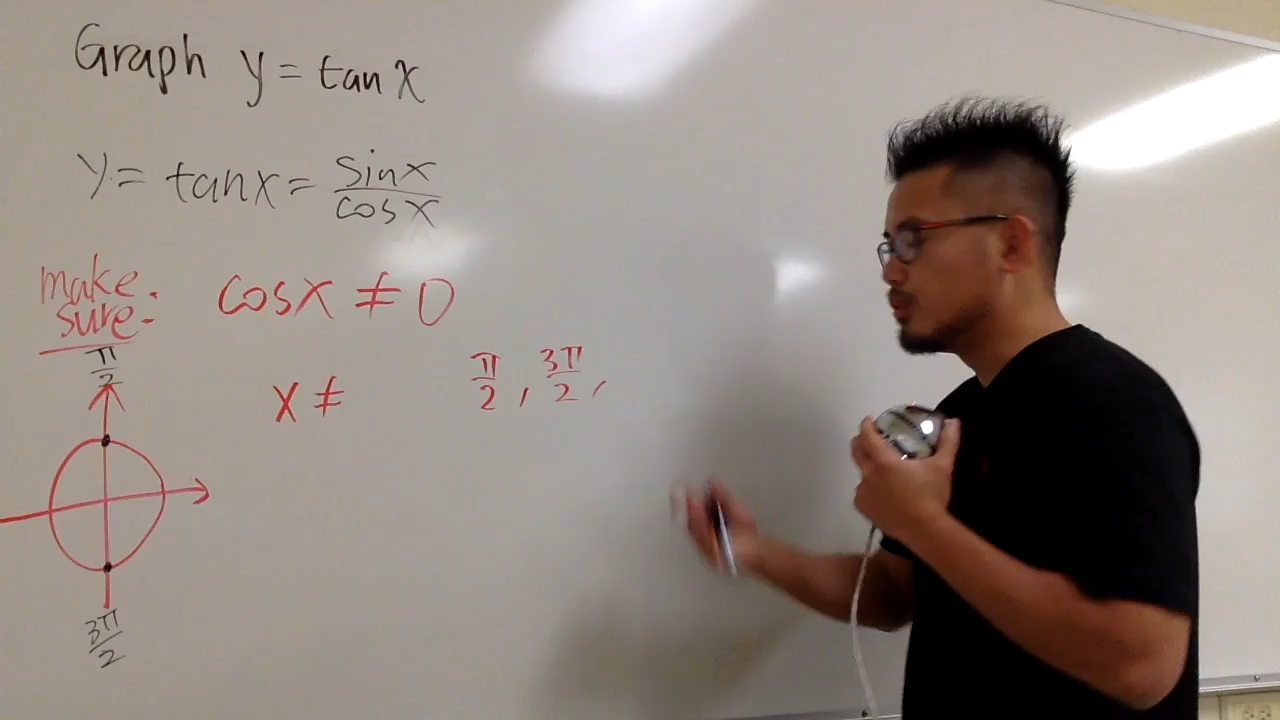 Graph y = tan x
y = tan x = sin x / cos x
make sure: cos x ≠ 0
π/2
x ≠ π/2, 3π/2,
3π/2